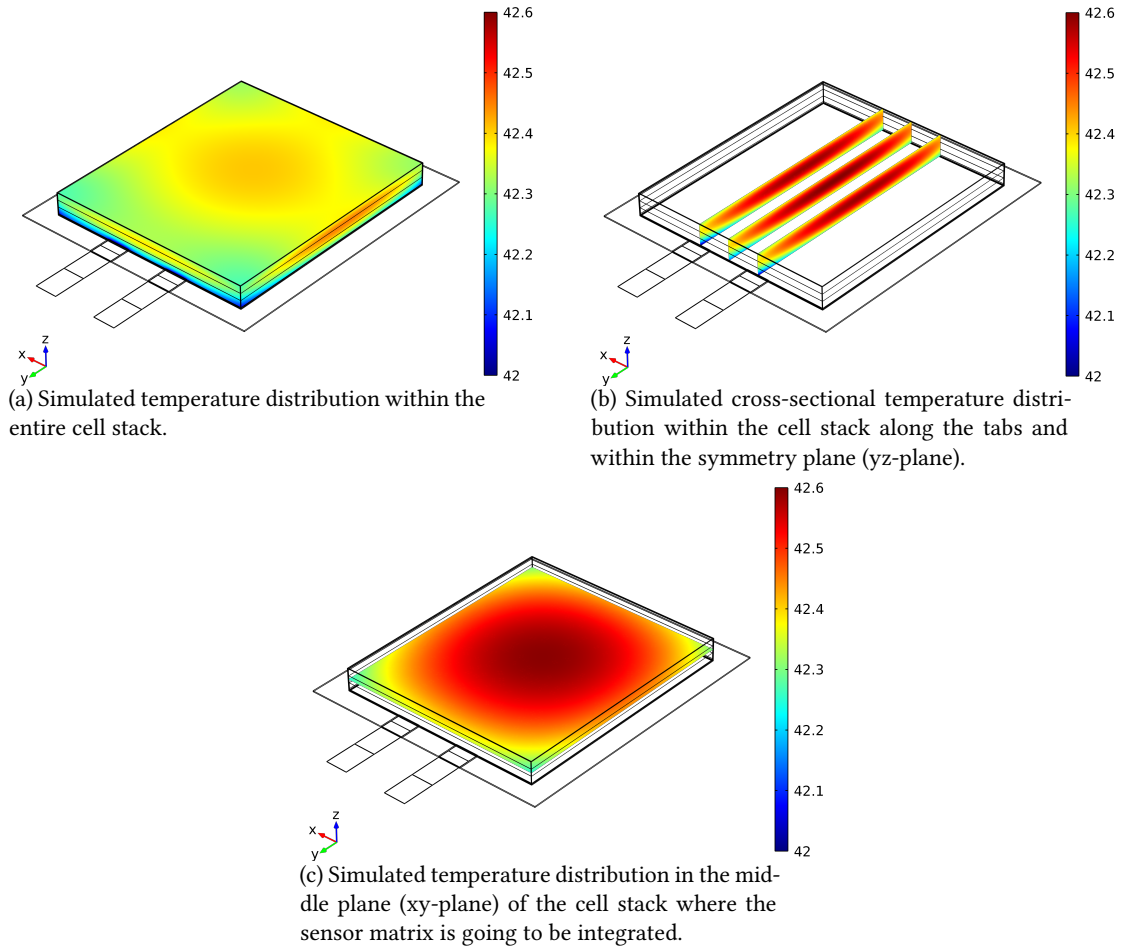 42.6
42.5
42.4
42.3
42.2
42.1
42
z
x
y
(a) Simulated temperature distribution within the
entire cell stack.
42.6
42.5
42.4
42.3
42.2
42.1
42
z
x
y
(b) Simulated cross-sectional temperature distri-
bution within the cell stack along the tabs and
within the symmetry plane (yz-plane).
42.6
42.5
42.4
42.3
42.2
42.1
42
z
x
y
(c) Simulated temperature distribution in the mid-
dle plane (xy-plane) of the cell stack where the
sensor matrix is going to be integrated.